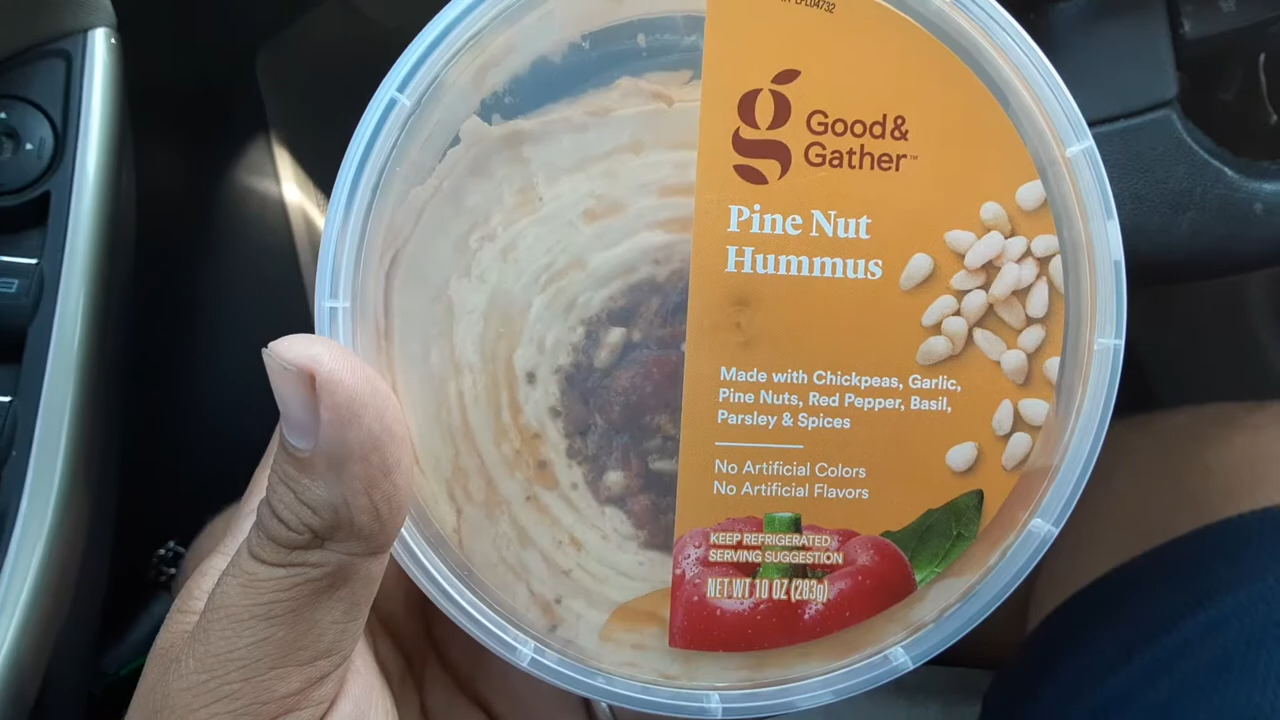 LPL04732
Good&
Gather™
Pine Nut
Hummus
Made with Chickpeas, Garlic,
Pine Nuts, Red Pepper, Basil,
Parsley & Spices
No Artificial Colors
No Artificial Flavors
KEEP REFRIGERATED
SERVING SUGGESTION
NET WT 10 OZ (283g)